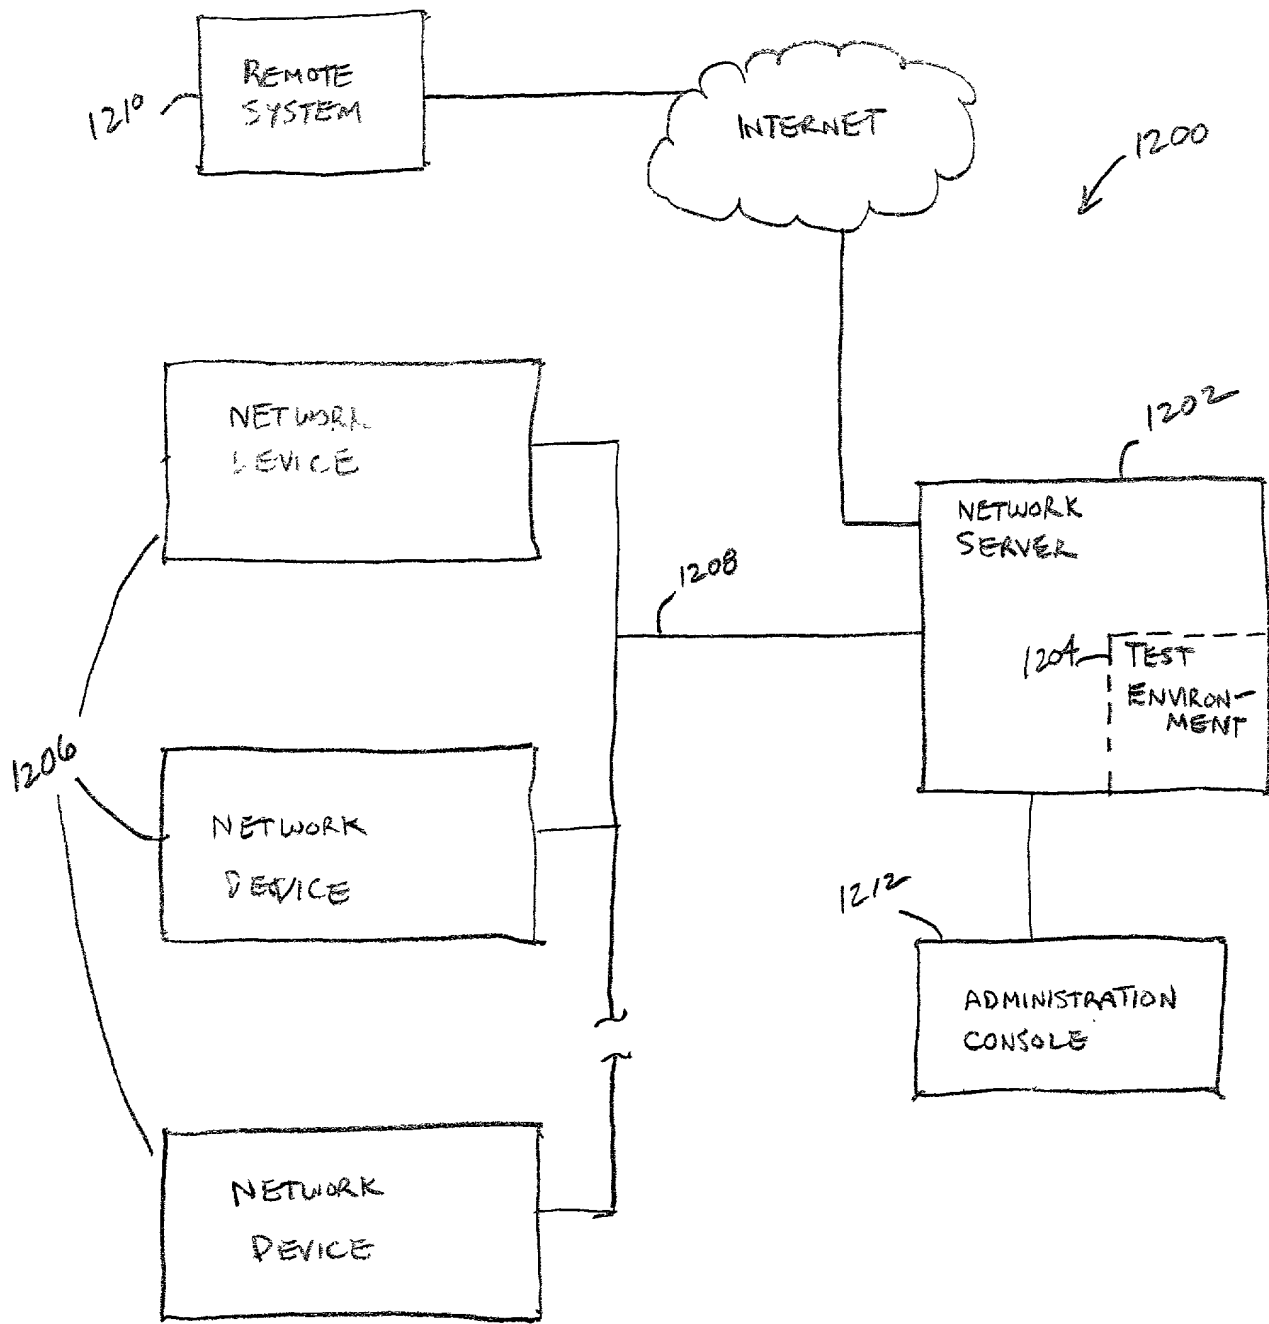 REMOTE
SYSTEM
1210
INTERNET
1200
NETWORK
DEVICE
1202
NETWORK
SERVER
1208
1204
TEST
ENVIRON-
MENT
1206
NETWORK
DEVICE
1212
ADMINISTRATION
CONSOLE
NETWORK
DEVICE